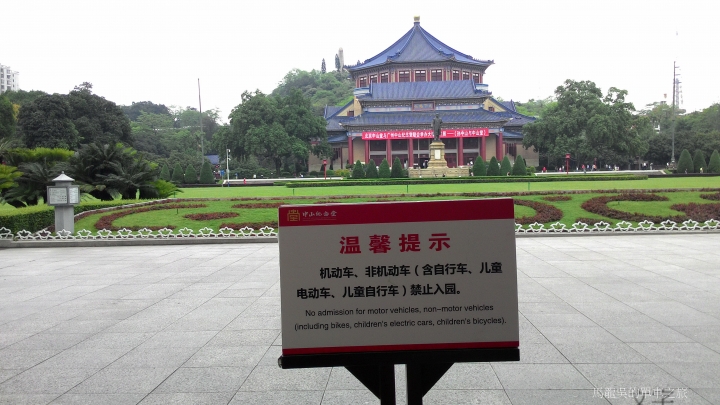 中山纪念堂
温馨提示
机动车、非机动车（含自行车、儿童
电动车、儿童自行车）禁止入园。
No admission for motor vehicles, non-motor vehicles
(including bikes, children's electric cars, children's bicycles).